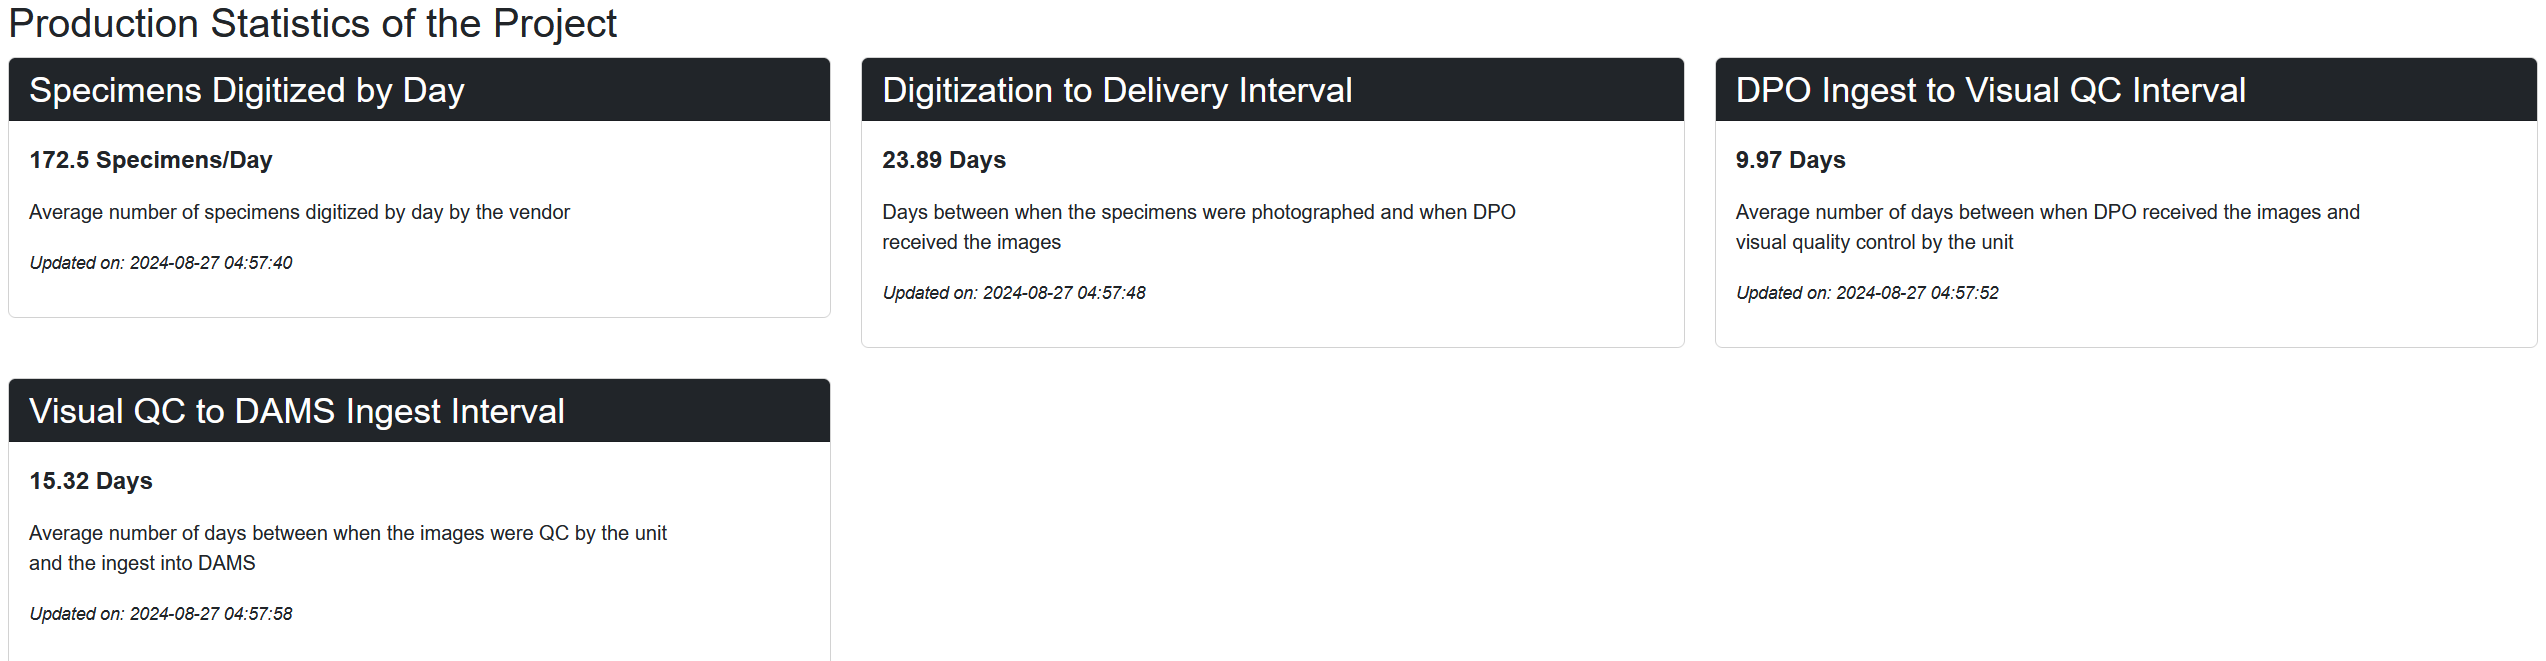 Production Statistics of the Project
Specimens Digitized by Day
172.5 Specimens/Day
Average number of specimens digitized by day by the vendor
Updated on: 2024-08-27 04:57:40
Digitization to Delivery Interval
23.89 Days
Days between when the specimens were photographed and when DPO
received the images
Updated on: 2024-08-27 04:57:48
DPO Ingest to Visual QC Interval
9.97 Days
Average number of days between when DPO received the images and
visual quality control by the unit
Updated on: 2024-08-27 04:57:52
Visual QC to DAMS Ingest Interval
15.32 Days
Average number of days between when the images were QC by the unit
and the ingest into DAMS
Updated on: 2024-08-27 04:57:58